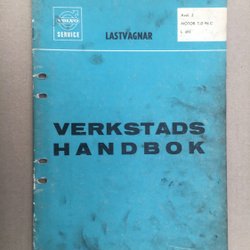 VOLVO
SERVICE
LASTVAGNAR
VERKSTADS
HANDBOK